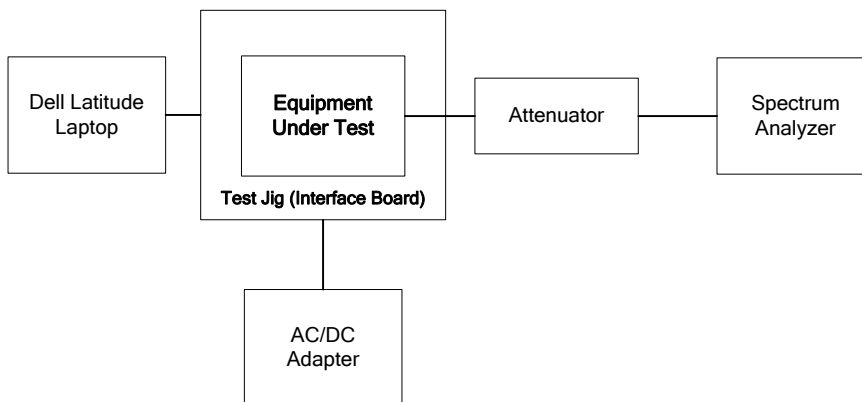 Dell Latitude
Laptop
Equipment
Under Test
Test Jig (Interface Board)
Attenuator
Spectrum
Analyzer
AC/DC
Adapter